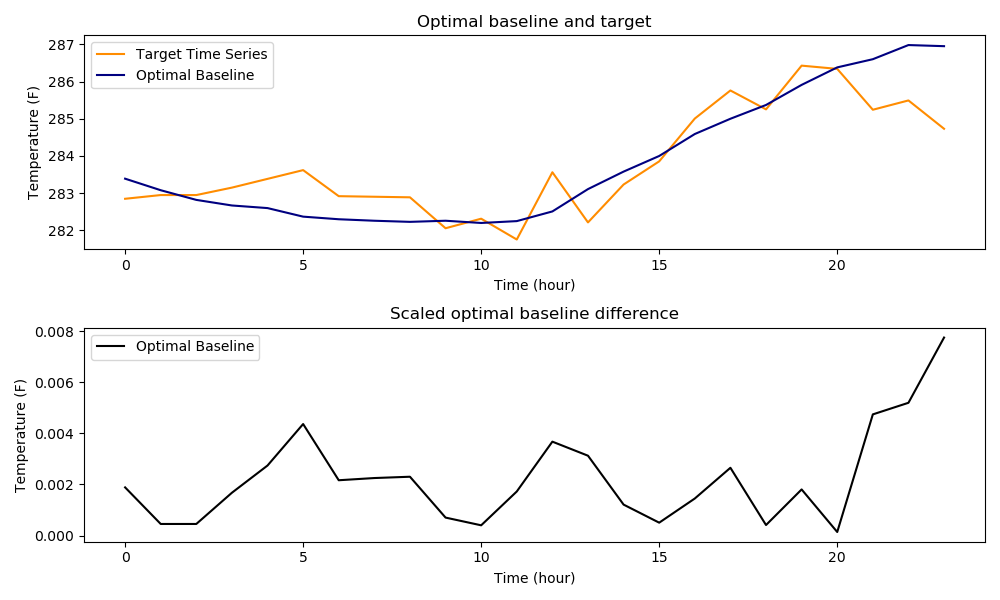 Optimal baseline and target
Target Time Series
Optimal Baseline
Temperature (F)
287
286
285
284
283
282
0 5 10 15 20
Time (hour)
Scaled optimal baseline difference
Optimal Baseline
Temperature (F)
0.008
0.006
0.004
0.002
0.000
0 5 10 15 20
Time (hour)